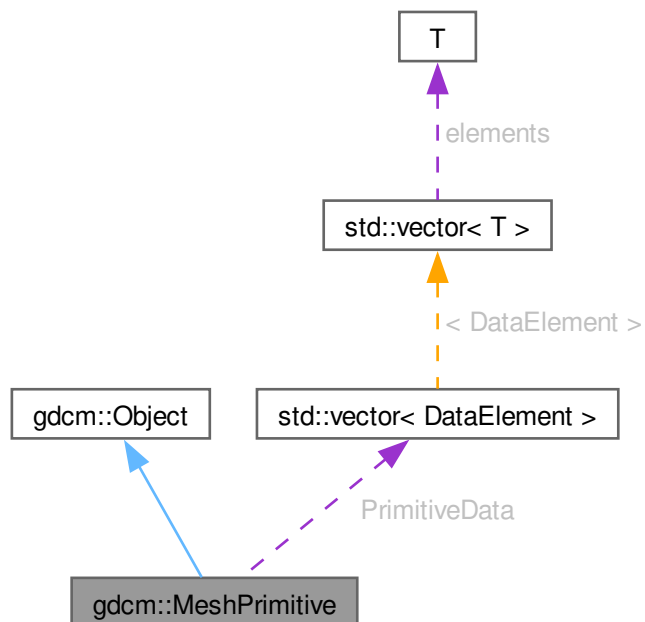 T
elements
std::vector< T >
< DataElement >
gdcm::Object
std::vector< DataElement >
PrimitiveData
gdcm::MeshPrimitive